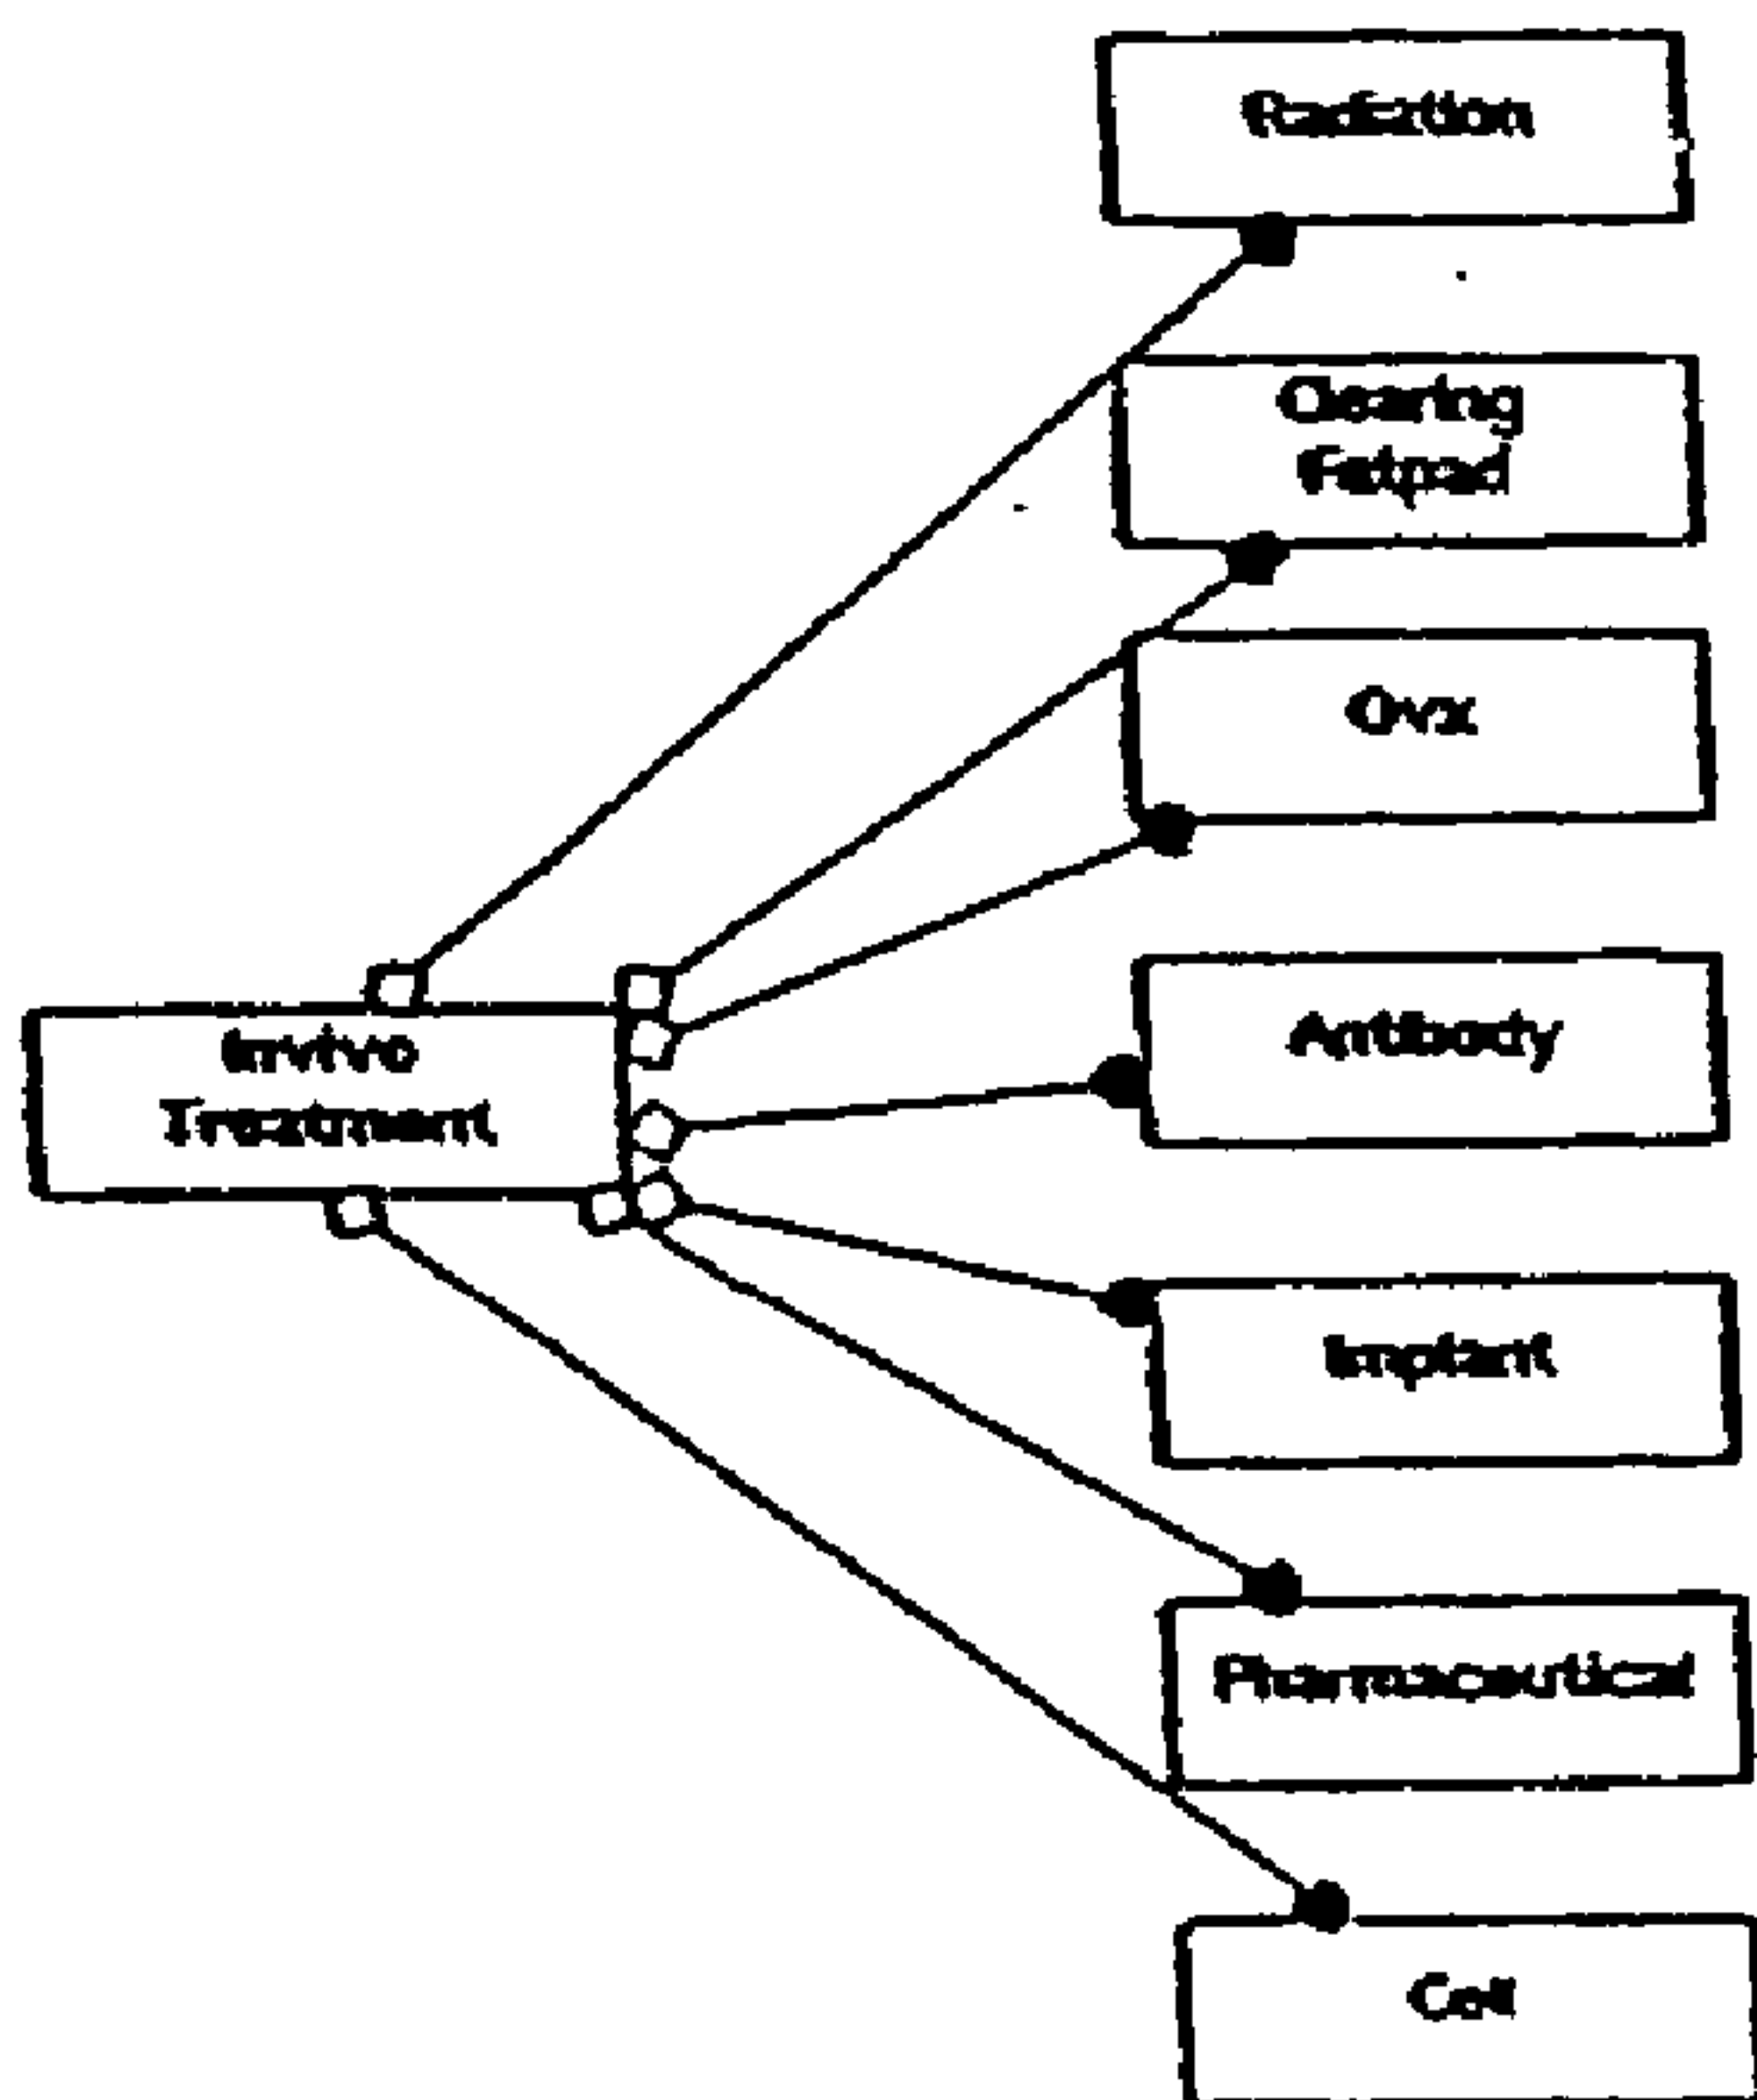 Radiation
Clearing
Fatpad
Ovx
Invivo
Treatment
Antibody
Implant
Pharmaceutical
Cell